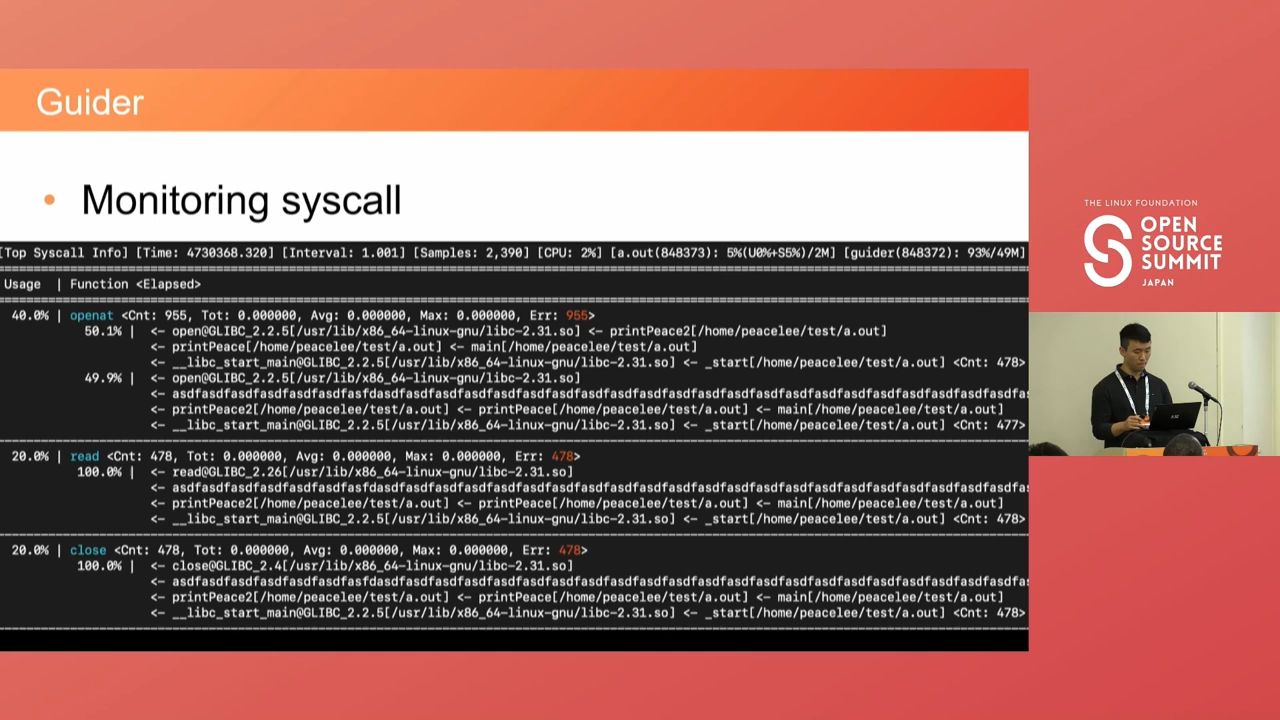 Guider
• Monitoring syscall
[Top Syscall Info] [Time: 4730368.320] [Interval: 1.001] [Samples: 2,390] [CPU: 2%] [a.out(848373): 5%(U0%+S5%)/2M] [guider(848372): 93%/49M]
Usage | Function <Elapsed>
40.0% | openat <Cnt: 955, Tot: 0.000000, Avg: 0.000000, Max: 0.000000, Err: 955>
50.1% | <- open@GLIBC_2.2.5[/usr/lib/x86_64-linux-gnu/libc-2.31.so] <- printPeace2[/home/peacelee/test/a.out]
<- printPeace[/home/peacelee/test/a.out] <- main[/home/peacelee/test/a.out]
<- __libc_start_main@GLIBC_2.2.5[/usr/lib/x86_64-linux-gnu/libc-2.31.so] <- _start[/home/peacelee/test/a.out] <Cnt: 478>
49.9% | <- open@GLIBC_2.2.5[/usr/lib/x86_64-linux-gnu/libc-2.31.so]
<- printPeace2[/home/peacelee/test/a.out] <- printPeace[/home/peacelee/test/a.out] <- main[/home/peacelee/test/a.out]
<- __libc_start_main@GLIBC_2.2.5[/usr/lib/x86_64-linux-gnu/libc-2.31.so] <- _start[/home/peacelee/test/a.out] <Cnt: 477>
20.0% | read <Cnt: 478, Tot: 0.000000, Avg: 0.000000, Max: 0.000000, Err: 478>
100.0% | <- read@GLIBC_2.26[/usr/lib/x86_64-linux-gnu/libc-2.31.so]
<- printPeace2[/home/peacelee/test/a.out] <- printPeace[/home/peacelee/test/a.out] <- main[/home/peacelee/test/a.out]
<- __libc_start_main@GLIBC_2.2.5[/usr/lib/x86_64-linux-gnu/libc-2.31.so] <- _start[/home/peacelee/test/a.out] <Cnt: 478>
20.0% | close <Cnt: 478, Tot: 0.000000, Avg: 0.000000, Max: 0.000000, Err: 478>
100.0% | <- close@GLIBC_2.4[/usr/lib/x86_64-linux-gnu/libc-2.31.so]
<- printPeace2[/home/peacelee/test/a.out] <- printPeace[/home/peacelee/test/a.out] <- main[/home/peacelee/test/a.out]
<- __libc_start_main@GLIBC_2.2.5[/usr/lib/x86_64-linux-gnu/libc-2.31.so] <- _start[/home/peacelee/test/a.out] <Cnt: 478>
THE LINUX FOUNDATION
OPEN
SOURCE
SUMMIT
JAPAN